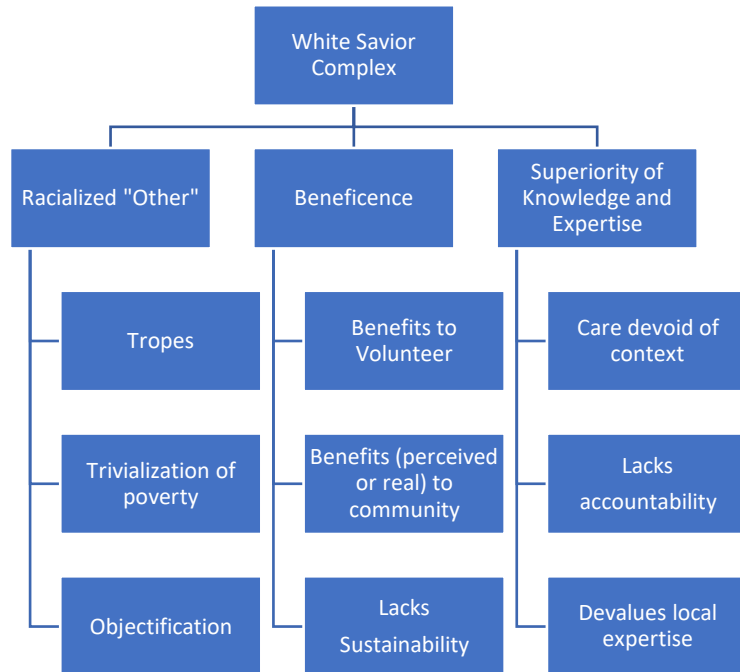 White Savior
Complex
Racialized "Other"
Tropes
Trivialization of
poverty
Objectification
Beneficence
Benefits to
Volunteer
Benefits (perceived
or real) to
community
Lacks
Sustainability
Superiority of
Knowledge and
Expertise
Care devoid of
context
Lacks
accountability
Devalues local
expertise